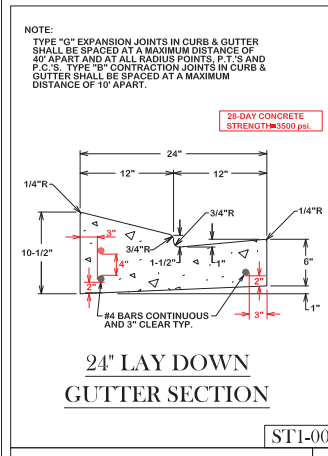 NOTE:
TYPE "G" EXPANSION JOINTS IN CURB & GUTTER
SHALL BE SPACED AT A MAXIMUM DISTANCE OF
40' APART AND AT ALL RADIUS POINTS, P.T.'S AND
P.C.'S. TYPE "B" CONTRACTION JOINTS IN CURB &
GUTTER SHALL BE SPACED AT A MAXIMUM
DISTANCE OF 10' APART.
28-DAY CONCRETE
STRENGTH=3500 psi.
24"
12" 12"
1/4"R
3/4"R
1/4"R
3"
10-1/2"
3/4"R
4"
1-1/2"
1"
6"
2"
2"
#4 BARS CONTINUOUS
AND 3" CLEAR TYP.
3"
1"
24" LAY DOWN
GUTTER SECTION
ST1-00